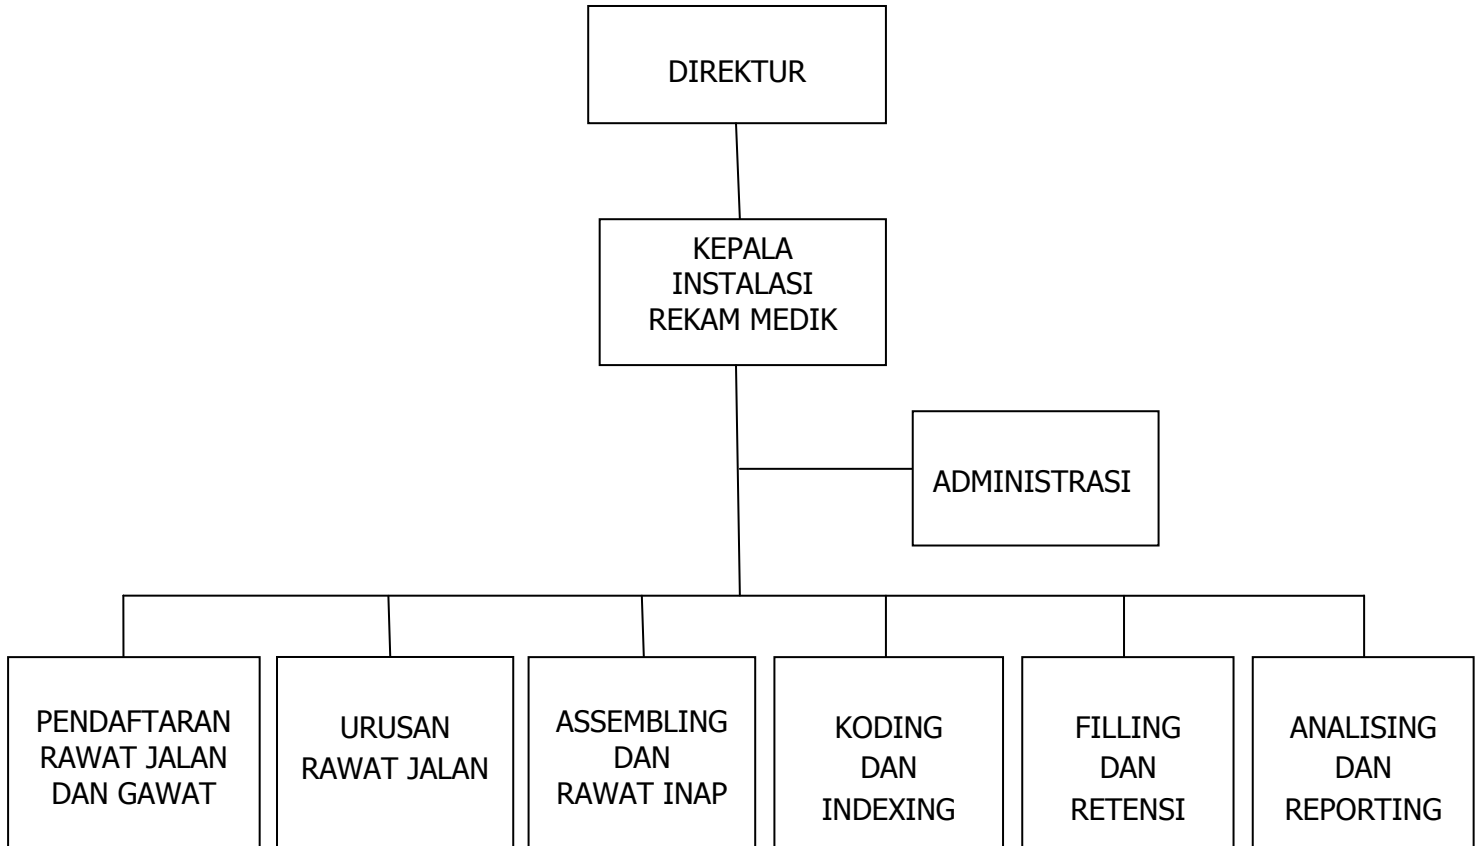 DIREKTUR
KEPALA
INSTALASI
REKAM MEDIK
ADMINISTRASI
PENDAFTARAN
RAWAT JALAN
DAN GAWAT
URUSAN
RAWAT JALAN
ASSEMBLING
DAN
RAWAT INAP
KODING
DAN
INDEXING
FILLING
DAN
RETENSI
ANALISING
DAN
REPORTING